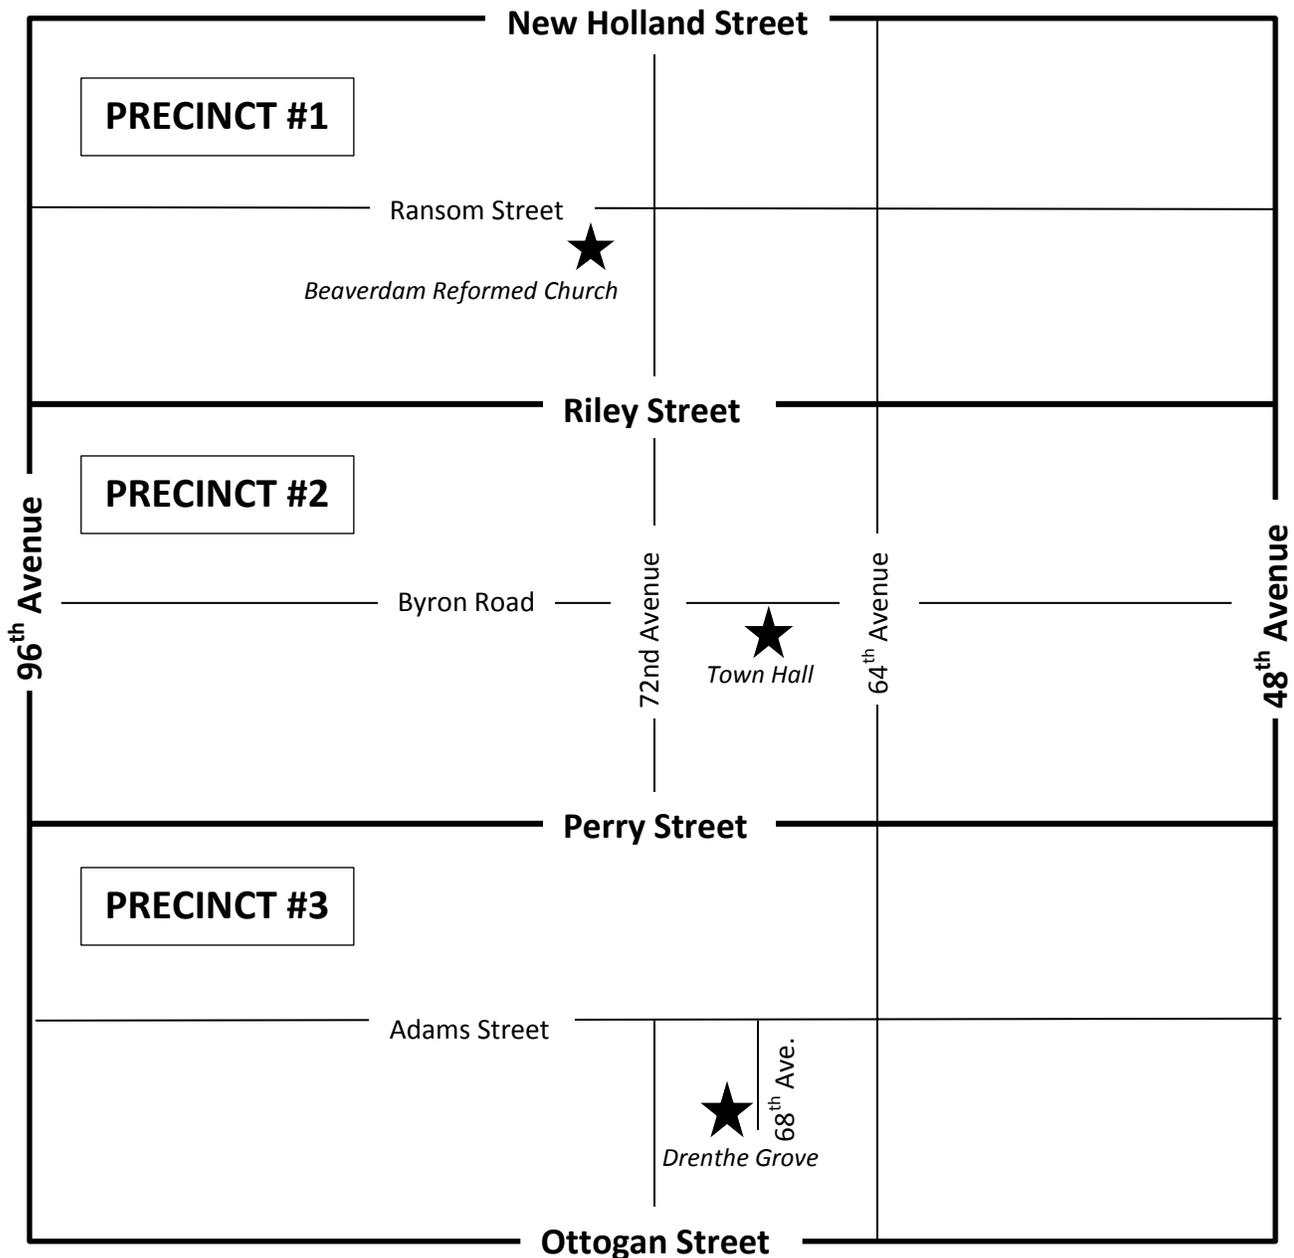 New Holland Street
PRECINCT #1
Ransom Street
Beaverdam Reformed Church
Riley Street
PRECINCT #2
96th Avenue
Byron Road
72nd Avenue
64th Avenue
48th Avenue
Town Hall
Perry Street
PRECINCT #3
Adams Street
68th Ave.
Drenthe Grove
Ottogan Street